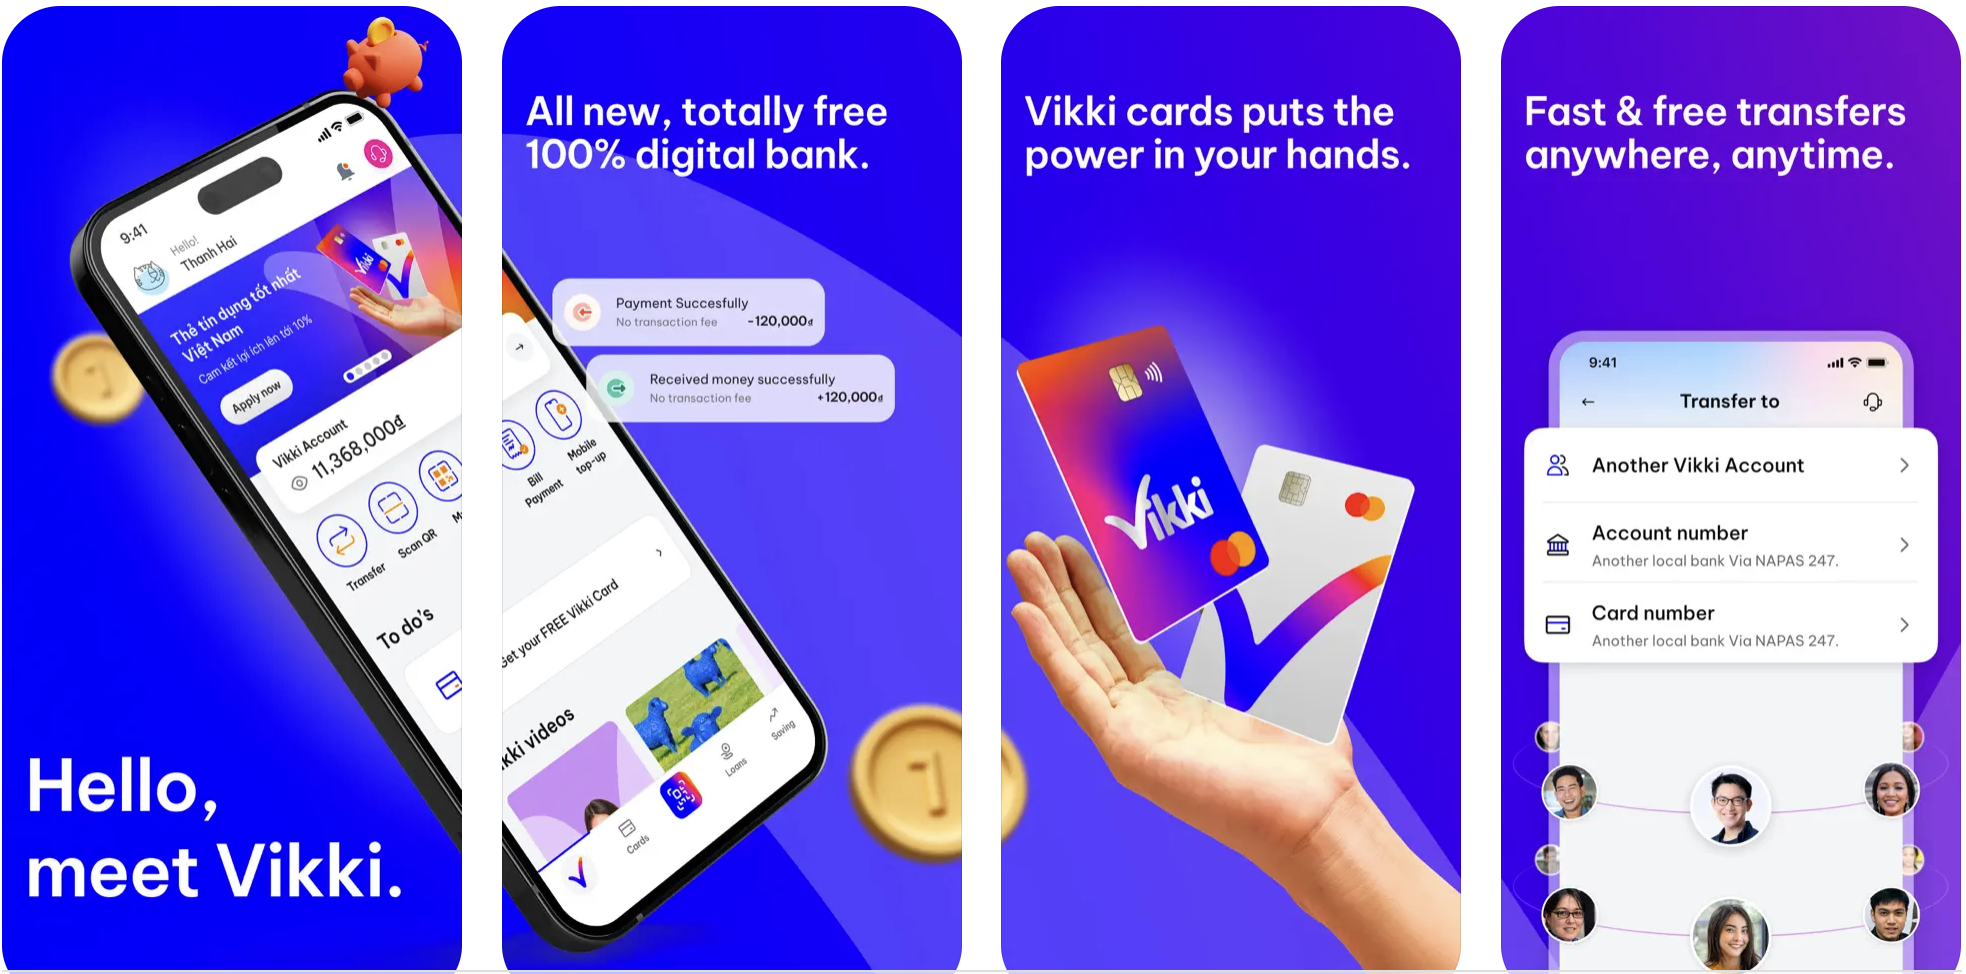 9:41
Hello!
Thanh Hai
Vikki
Thẻ tín dụng tốt nhất
Việt Nam
Cam kết lợi ích lên tới 10%
Apply now
Vikki Account
11,368,000₫
Transfer
Scan QR
To do's
Hello,
meet Vikki.
All new, totally free
100% digital bank.
Payment Succesfully
No transaction fee -120,000₫
Received money successfully
No transaction fee +120,000₫
Bill
Payment
Mobile
top-up
Get your FREE Vikki Card
kki videos
Cards
Loans
Saving
Vikki cards puts the
power in your hands.
Vikki
Fast & free transfers
anywhere, anytime.
9:41
Transfer to
Another Vikki Account
Account number
Another local bank Via NAPAS 247.
Card number
Another local bank Via NAPAS 247.